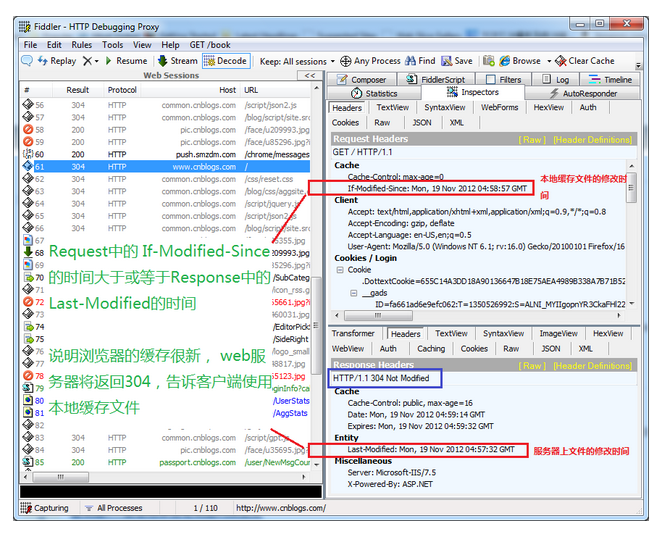 Fiddler - HTTP Debugging Proxy
File Edit Rules Tools View Help GET /book
Replay Resume Stream Decode Keep: All sessions Any Process Find Save Browse Clear Cache
Web Sessions <<
# Result Protocol Host URL
56 304 HTTP common.cnblogs.com /script/json2.js
57 304 HTTP common.cnblogs.com /blog/script/site.src
58 200 HTTP pic.cnblogs.com /face/u209993.jpg
59 200 HTTP pic.cnblogs.com /face/u85296.jpg?i
60 200 HTTP push.smzdm.com /chrome/messages
61 304 HTTP www.cnblogs.com /
62 304 HTTP common.cnblogs.com /css/reset.css
63 304 HTTP common.cnblogs.com /blog/css/aggsite.
64 304 HTTP common.cnblogs.com /script/jquery.js
65 304 HTTP common.cnblogs.com /script/json2.js
66 304 HTTP common.cnblogs.com /blog/script/site.src
67 5355.jpg
68 09993.jpg?i
69 85296.jpg?i
70 /SubCateg
71 icon_rss.g
72 55661.jpg?i
73 60031.jpg
74 /EditorPick
75 /SideRight
76 /logo_small
77 98817.jpg
78 65123.jpg
79 ginInfo?cal
80 /UserStats
81 /AggStats
82
83 304 HTTP common.cnblogs.com /script/gpt.js
84 304 HTTP pic.cnblogs.com /face/u35695.jpg?i
85 200 HTTP passport.cnblogs.com /user/NewMsgCou
Request中的 If-Modified-Since
的时间大于或等于Response中的
Last-Modified的时间
说明浏览器的缓存很新， web服
务器将返回304，告诉客户端使用
本地缓存文件
Composer FiddlerScript Filters Log Timeline
Statistics Inspectors AutoResponder
Headers TextView SyntaxView WebForms HexView Auth
Cookies Raw JSON XML
Request Headers [ Raw ] [Header Definitions]
GET / HTTP/1.1
Cache
Cache-Control: max-age=0
If-Modified-Since: Mon, 19 Nov 2012 04:58:57 GMT
本地缓存文件的修改时
间
Client
Accept: text/html,application/xhtml+xml,application/xml;q=0.9,*/*;q=0.8
Accept-Encoding: gzip, deflate
Accept-Language: en-US,en;q=0.5
User-Agent: Mozilla/5.0 (Windows NT 6.1; rv:16.0) Gecko/20100101 Firefox/16
Cookies / Login
Cookie
.DottextCookie=655C14A3DD18A90136647B18E75AEA4989B338A7B71B52
__gads
ID=fa661ad6e9efc062:T=1350526992:S=ALNI_MYIIgopnYR3CkaFHl22
Transformer Headers TextView SyntaxView ImageView HexView
WebView Auth Caching Cookies Raw JSON XML
Response Headers [ Raw ] [Header Definitions]
HTTP/1.1 304 Not Modified
Cache
Cache-Control: public, max-age=16
Date: Mon, 19 Nov 2012 04:59:14 GMT
Expires: Mon, 19 Nov 2012 04:59:32 GMT
Entity
Last-Modified: Mon, 19 Nov 2012 04:57:32 GMT
服务器上文件的修改时间
Miscellaneous
Server: Microsoft-IIS/7.5
X-Powered-By: ASP.NET
Capturing All Processes 1 / 110 http://www.cnblogs.com/